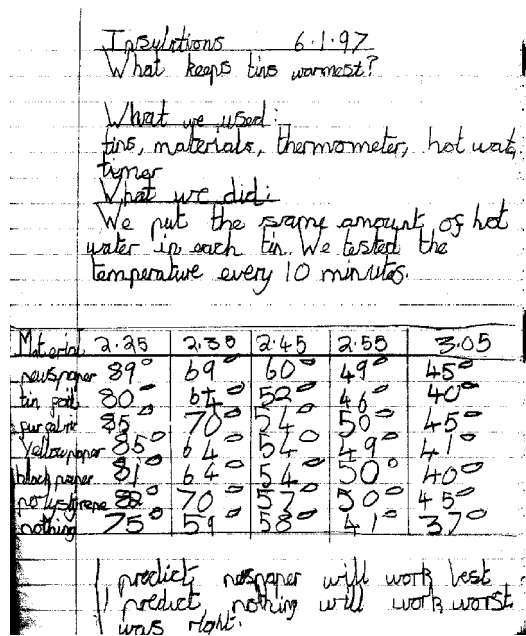 Insulations 6.1.97
What keeps tins warmest?
What we used:
tins, materials, thermometer, hot wat,
timer
What we did:
We put the same amount of hot
water in each tin. We tested the
temperature every 10 minutes.
Material 2.25 2.35 2.45 2.55 3.05
newspaper 89° 69° 60° 49° 45°
tin foil 80° 64° 52° 46° 40°
85° 70° 54° 50° 45°
Yellow paper 85° 64° 54° 49° 41°
black paper 81° 64° 54° 50° 40°
polystyrene 70° 57° 50° 45°
nothing 75° 59° 58° 41° 37°
I predict nespaper will work best
I predict nothing will work worst
was right.